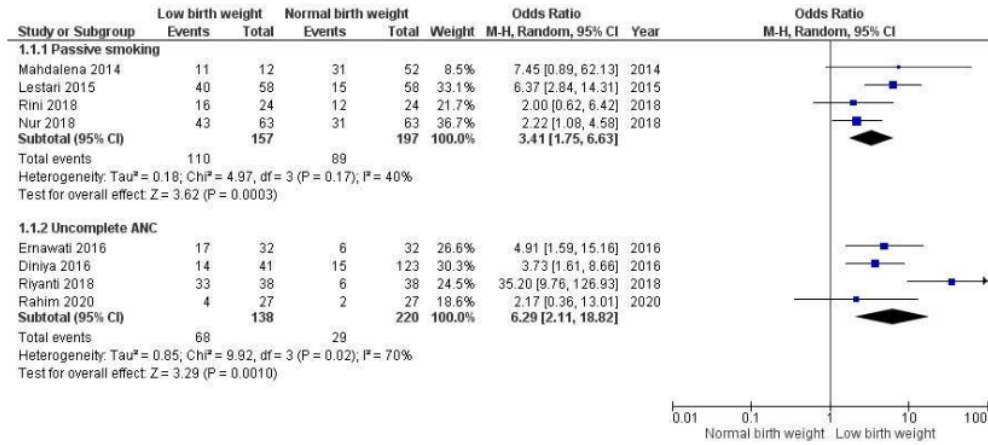 Low birth weight Normal birth weight Odds Ratio Odds Ratio
Study or Subgroup Events Total Events Total Weight M-H, Random, 95% CI Year M-H, Random, 95% CI
1.1.1 Passive smoking
Mahdalena 2014 11 12 31 52 8.5% 7.45 [0.89, 62.13] 2014
Lestari 2015 40 58 15 58 33.1% 6.37 [2.84, 14.31] 2015
Rini 2018 16 24 12 24 21.7% 2.00 [0.62, 6.42] 2018
Nur 2018 43 63 31 63 36.7% 2.22 [1.08, 4.58] 2018
Subtotal (95% CI) 157 197 100.0% 3.41 [1.75, 6.63]
Total events 110 89
Heterogeneity: Tau² = 0.18; Chi² = 4.97, df = 3 (P = 0.17); I² = 40%
Test for overall effect: Z = 3.62 (P = 0.0003)
1.1.2 Uncomplete ANC
Ernawati 2016 17 32 6 32 26.6% 4.91 [1.59, 15.16] 2016
Diniya 2016 14 41 15 123 30.3% 3.73 [1.61, 8.66] 2016
Riyanti 2018 33 38 6 38 24.5% 35.20 [9.76, 126.93] 2018
Rahim 2020 4 27 2 27 18.6% 2.17 [0.36, 13.01] 2020
Subtotal (95% CI) 138 220 100.0% 6.29 [2.11, 18.82]
Total events 68 29
Heterogeneity: Tau² = 0.85; Chi² = 9.92, df = 3 (P = 0.02); I² = 70%
Test for overall effect: Z = 3.29 (P = 0.0010)
0.01 0.1 1 10 100
Normal birth weight Low birth weight